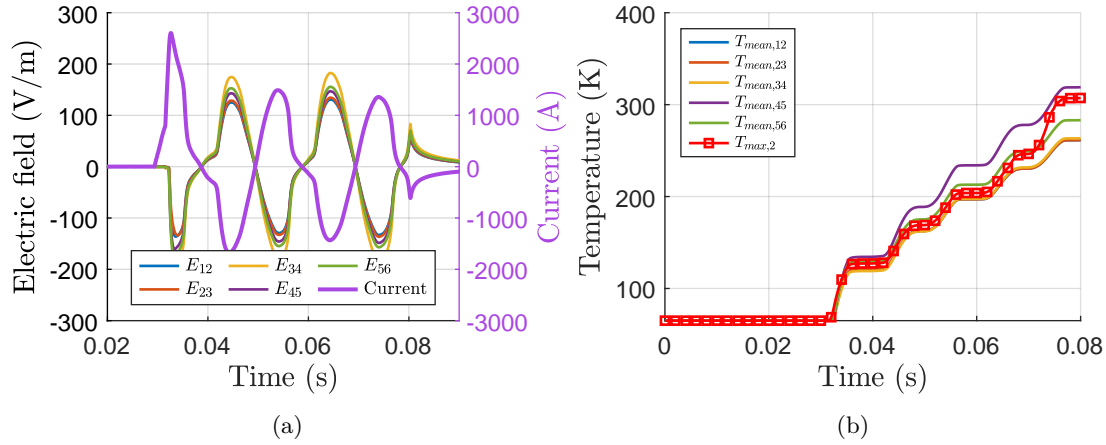 300
200
100
0
-100
-200
-300
Electric field (V/m)
3000
2000
1000
0
-1000
-2000
-3000
Current (A)
E12 E34 E56
E23 E45 Current
0.02 0.04 0.06 0.08
Time (s)
(a)
400
300
200
100
Temperature (K)
Tmean,12
Tmean,23
Tmean,34
Tmean,45
Tmean,56
Tmax,2
0 0.02 0.04 0.06 0.08
Time (s)
(b)